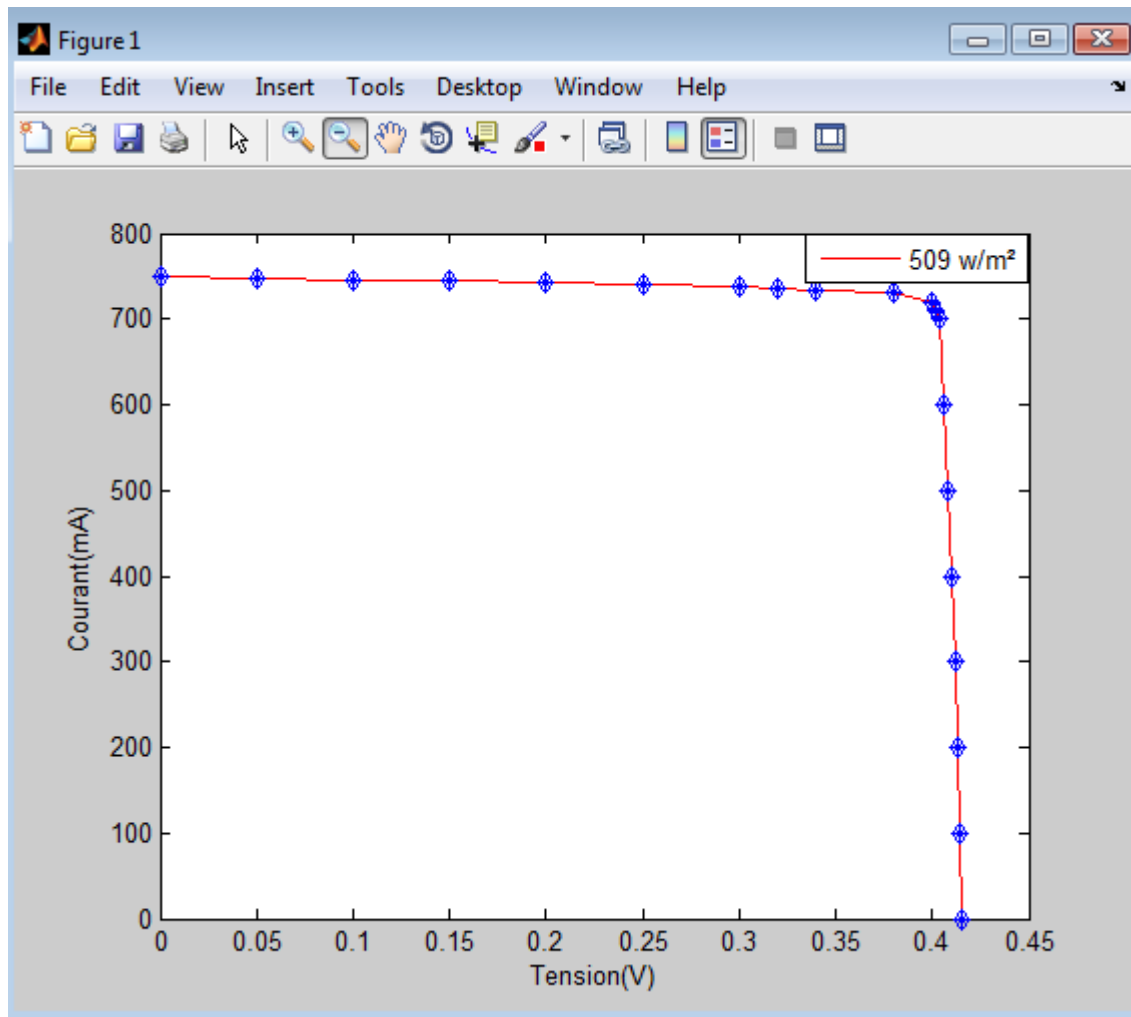 Figure 1
File Edit View Insert Tools Desktop Window Help
800
700
600
500
400
300
200
100
0
Courant(mA)
509 w/m²
0 0.05 0.1 0.15 0.2 0.25 0.3 0.35 0.4 0.45
Tension(V)